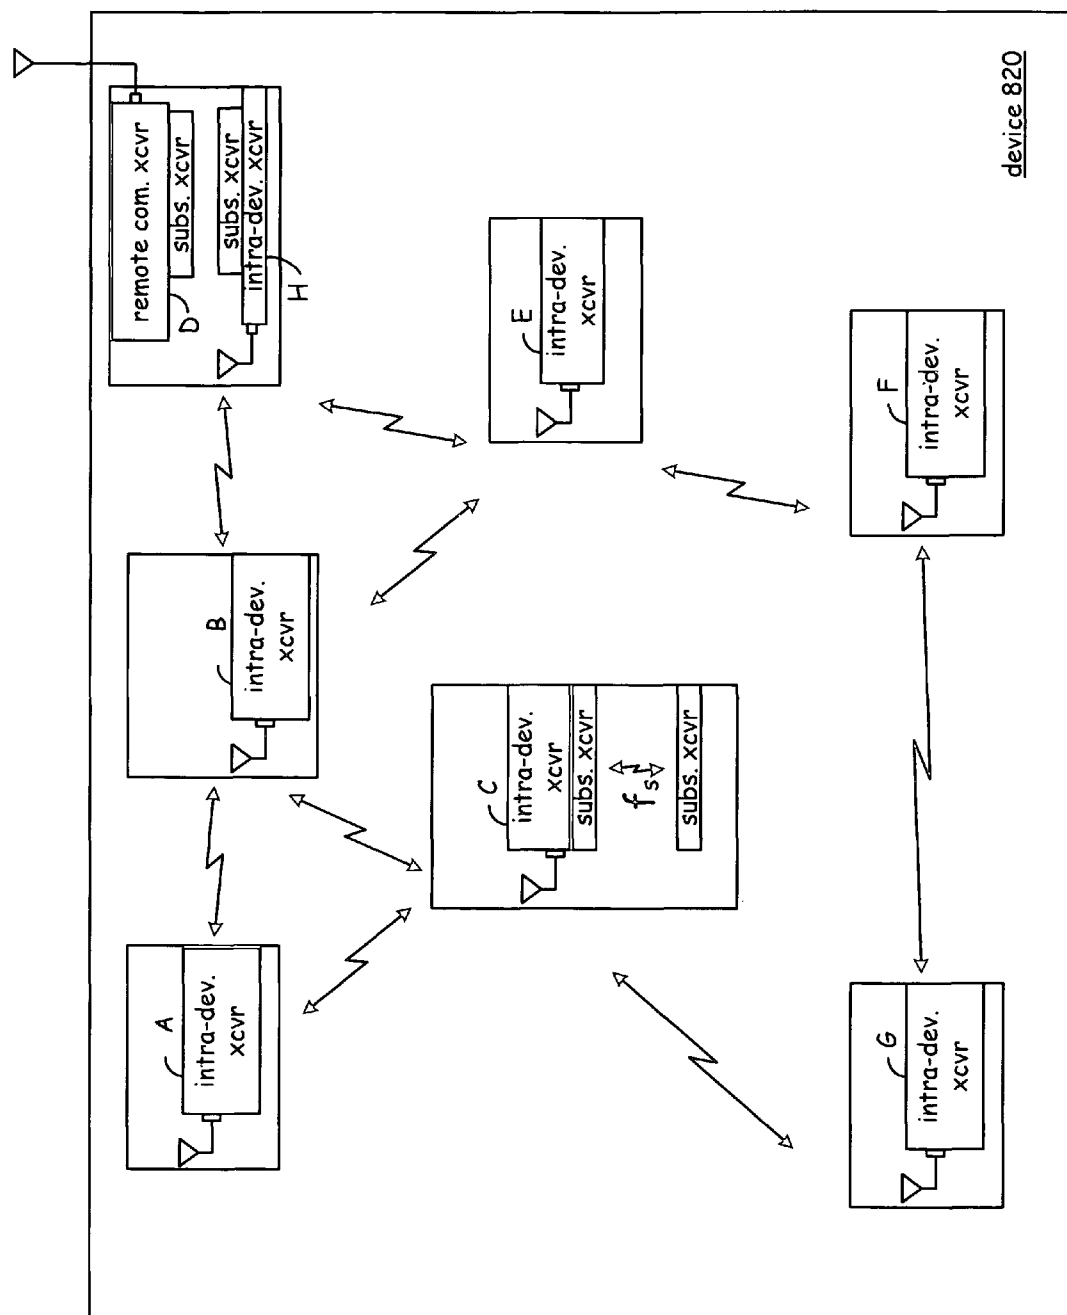 device 820
remote com. xcvr
subs. xcvr
D
subs. xcvr
intra-dev. xcvr
H
B
intra-dev.
xcvr
A
intra-dev.
xcvr
E
intra-dev.
xcvr
C
intra-dev.
xcvr
subs. xcvr
fs
subs. xcvr
F
intra-dev.
xcvr
G
intra-dev.
xcvr